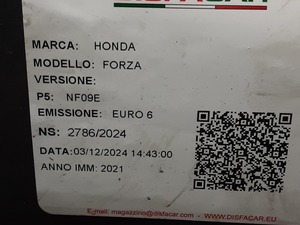 DISFACAR
MARCA: HONDA
MODELLO: FORZA
VERSIONE:
P5: NF09E
EMISSIONE: EURO 6
NS: 2786/2024
DATA:03/12/2024 14:43:00
ANNO IMM: 2021
E-mail: magazzino@disfacar.com - WWW.DISFACAR.EU